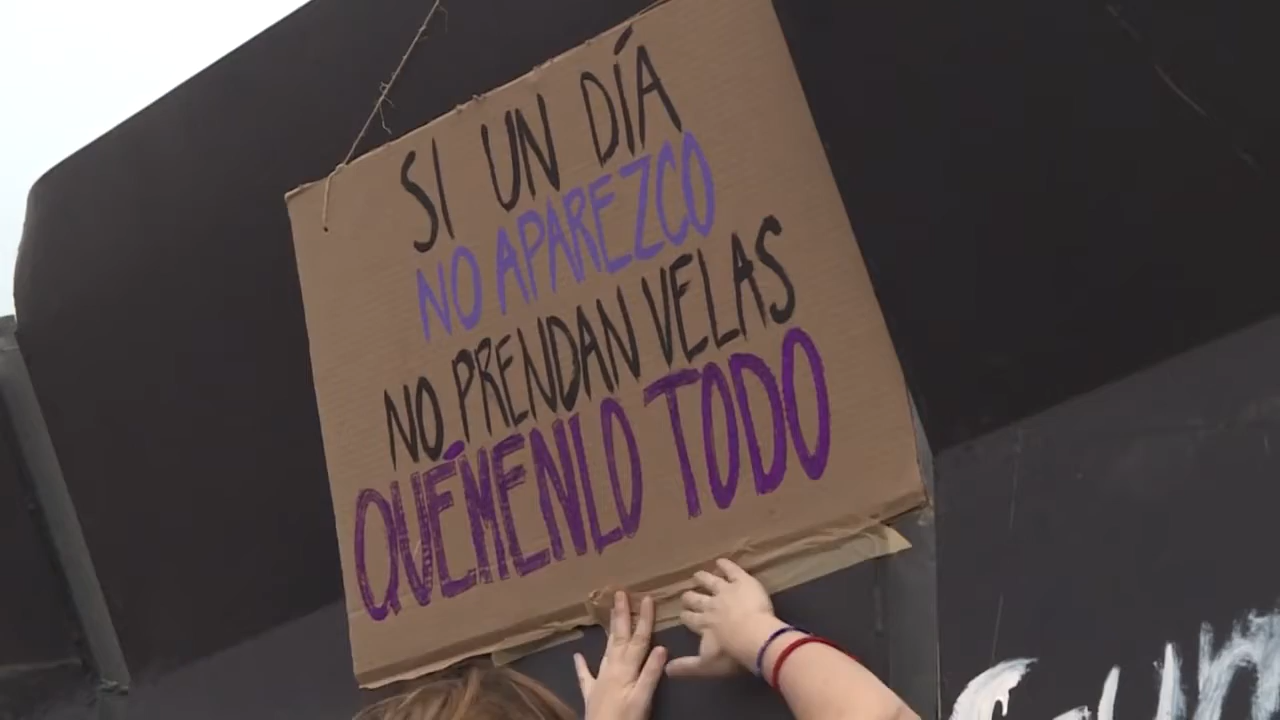 SI UN DÍA
NO APAREZCO
NO PRENDAN VELAS
QUÉMENLO TODO